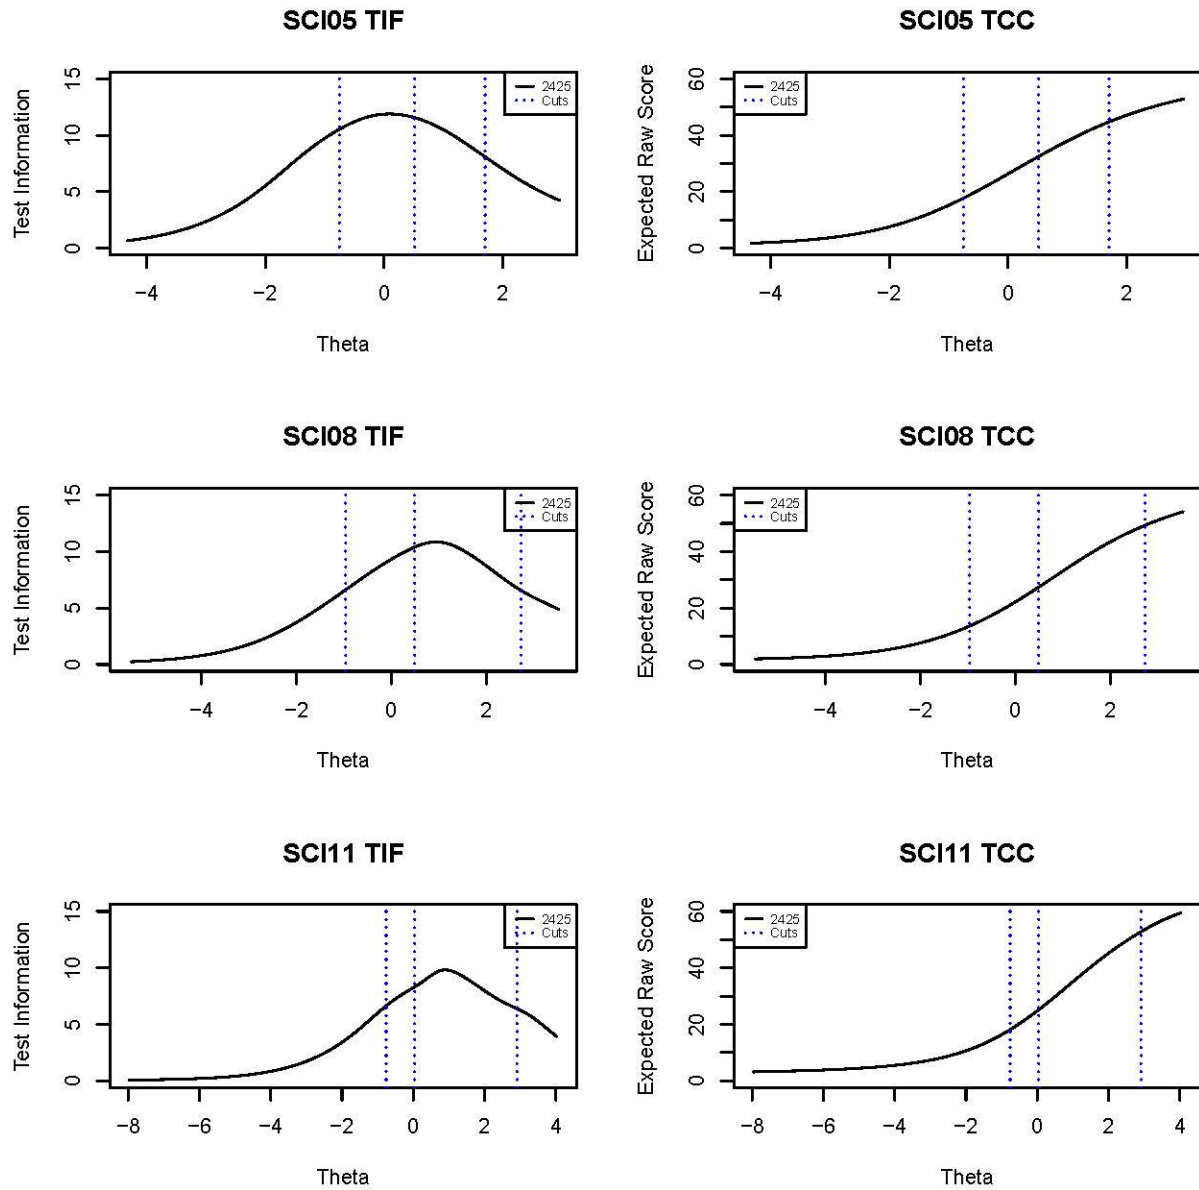 SCI05 TIF
Test Information
15
10
5
0
2425
Cuts
−4 −2 0 2
Theta
SCI05 TCC
Expected Raw Score
60
40
20
0
2425
Cuts
−4 −2 0 2
Theta
SCI08 TIF
Test Information
15
10
5
0
2425
Cuts
−4 −2 0 2
Theta
SCI08 TCC
Expected Raw Score
60
40
20
0
2425
Cuts
−4 −2 0 2
Theta
SCI11 TIF
Test Information
15
10
5
0
2425
Cuts
−8 −6 −4 −2 0 2 4
Theta
SCI11 TCC
Expected Raw Score
60
40
20
0
2425
Cuts
−8 −6 −4 −2 0 2 4
Theta